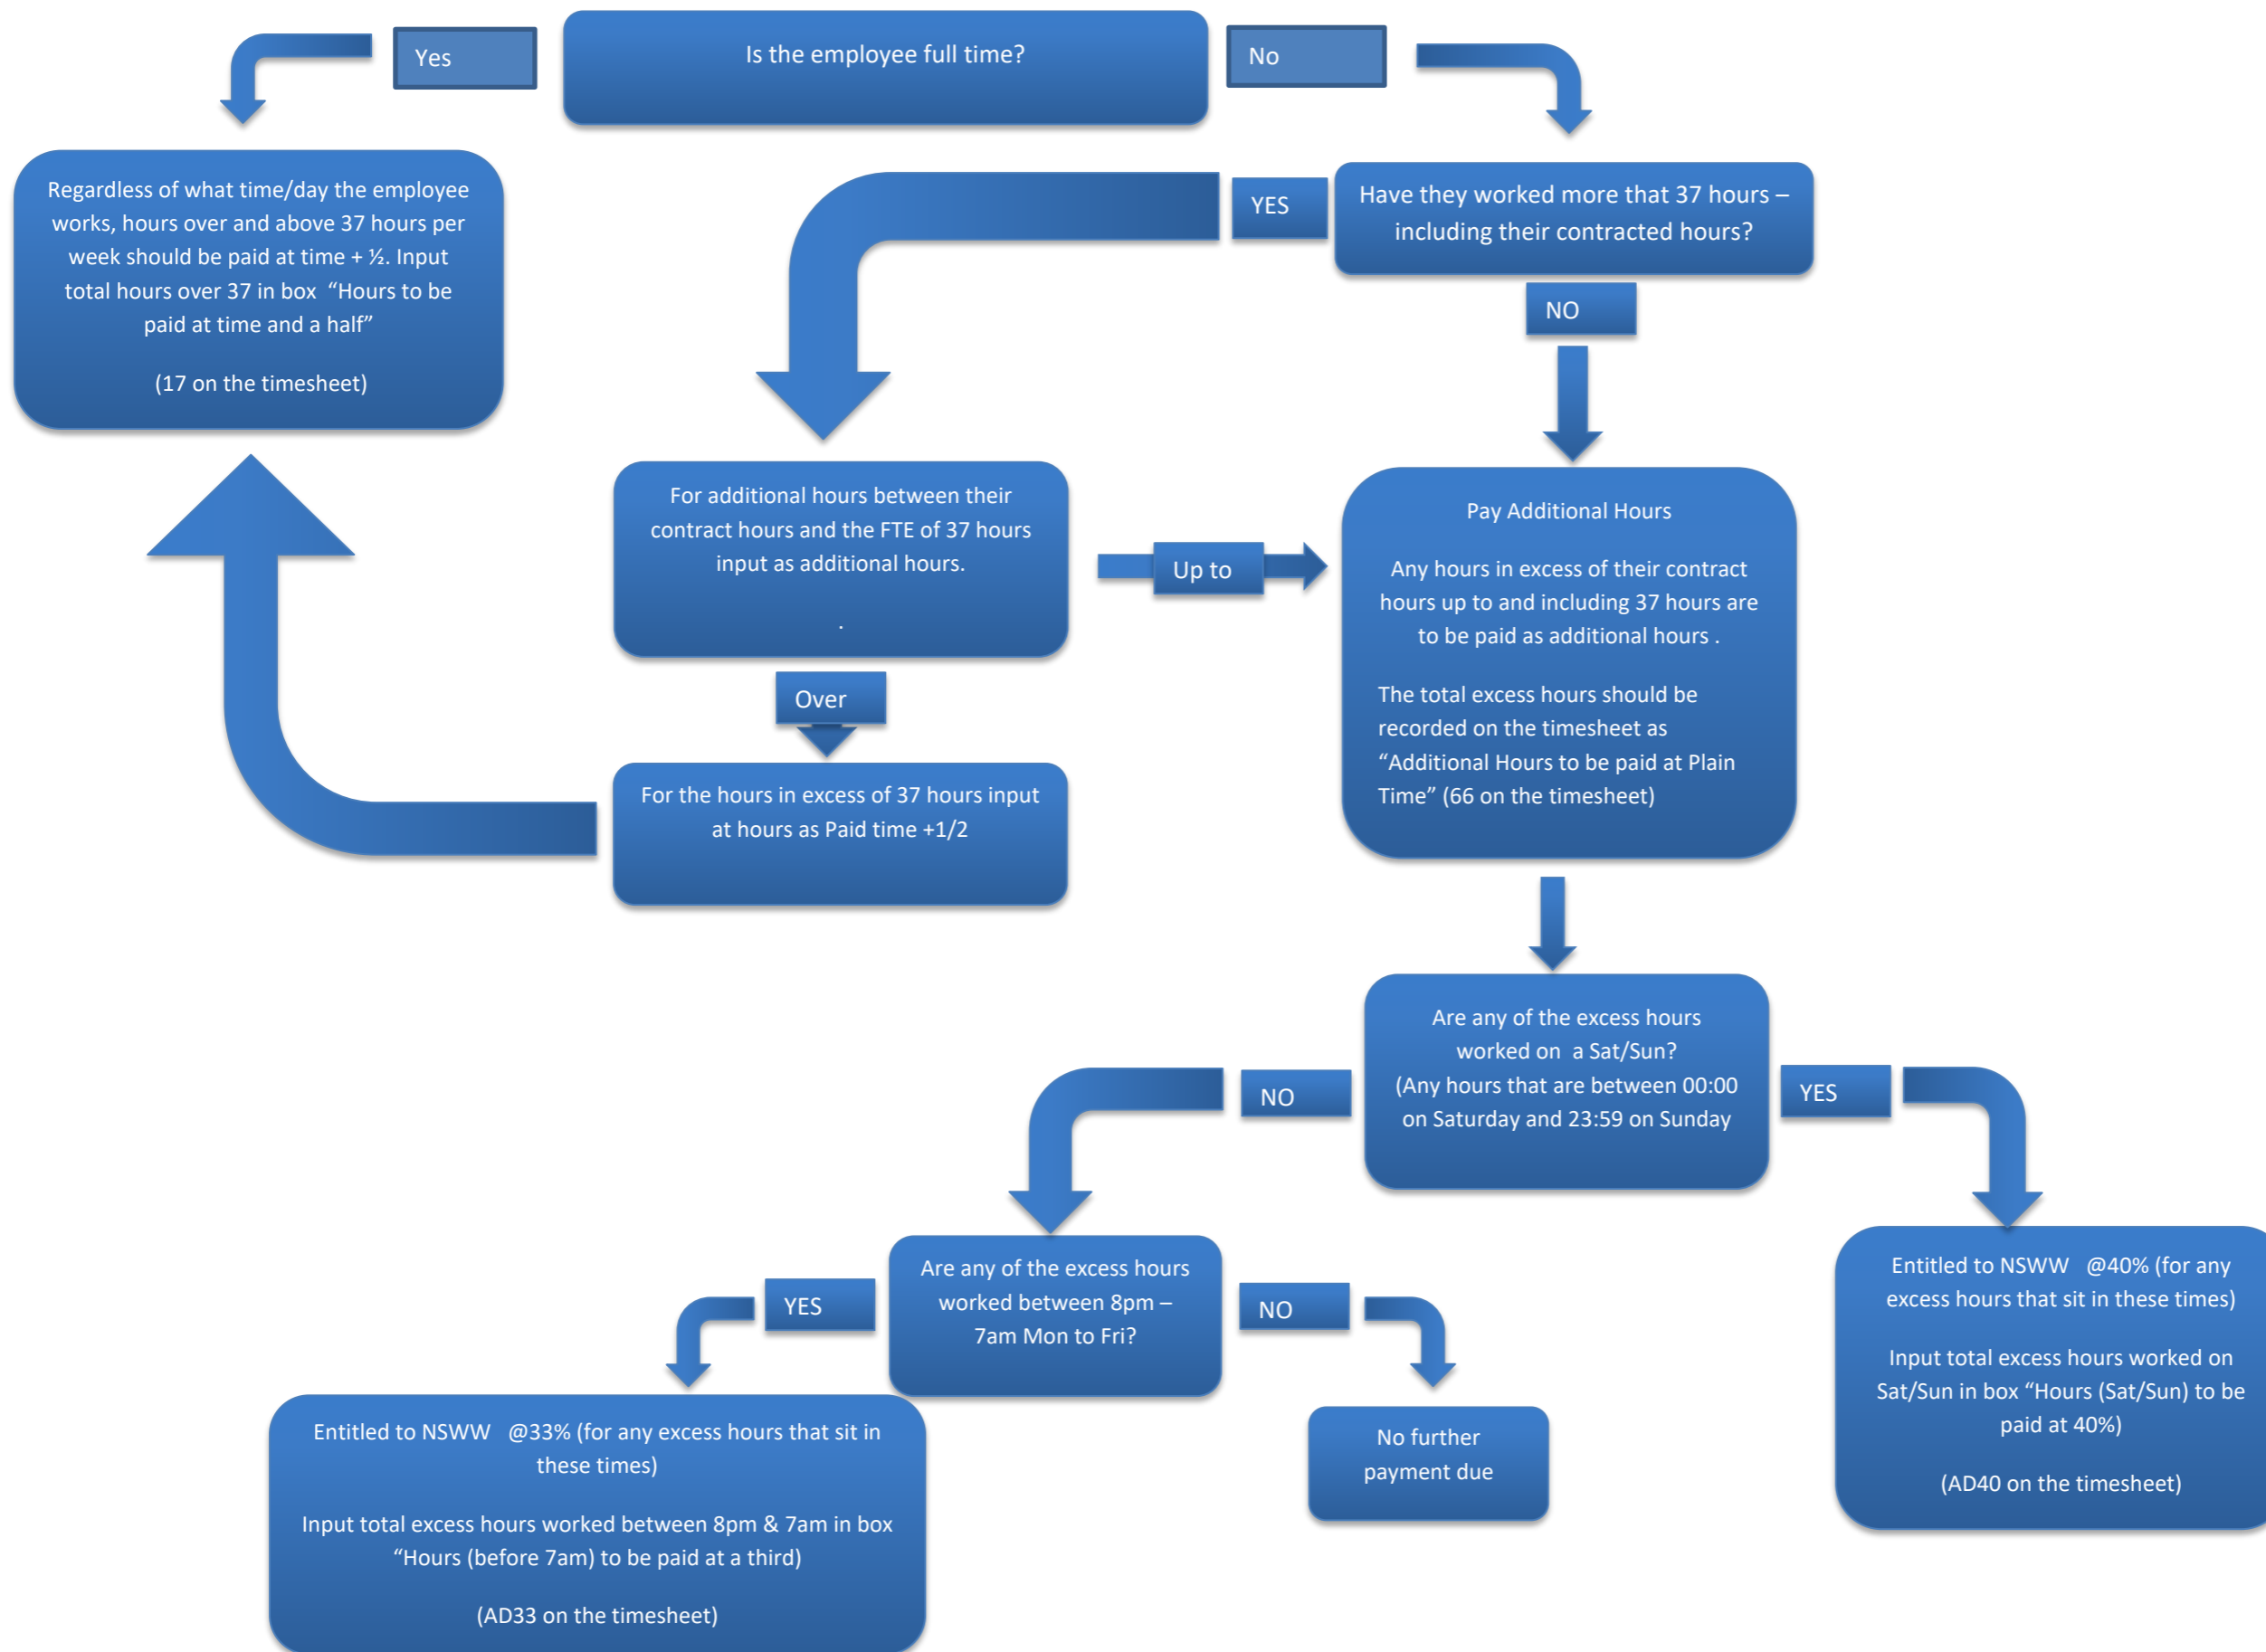 Yes
Is the employee full time?
No
Regardless of what time/day the employee
works, hours over and above 37 hours per
week should be paid at time + ½. Input
total hours over 37 in box  “Hours to be
paid at time and a half”
(17 on the timesheet)
YES
Have they worked more that 37 hours –
including their contracted hours?
NO
For additional hours between their
contract hours and the FTE of 37 hours
input as additional hours.
.
Up to
Pay Additional Hours
Any hours in excess of their contract
hours up to and including 37 hours are
to be paid as additional hours .
The total excess hours should be
recorded on the timesheet as
“Additional Hours to be paid at Plain
Time” (66 on the timesheet)
Over
For the hours in excess of 37 hours input
at hours as Paid time +1/2
Are any of the excess hours
worked on  a Sat/Sun?
(Any hours that are between 00:00
on Saturday and 23:59 on Sunday
NO
YES
Are any of the excess hours
worked between 8pm –
7am Mon to Fri?
YES
NO
Entitled to NSWW   @40% (for any
excess hours that sit in these times)
Input total excess hours worked on
Sat/Sun in box “Hours (Sat/Sun) to be
paid at 40%)
(AD40 on the timesheet)
Entitled to NSWW   @33% (for any excess hours that sit in
these times)
Input total excess hours worked between 8pm & 7am in box
“Hours (before 7am) to be paid at a third)
(AD33 on the timesheet)
No further
payment due